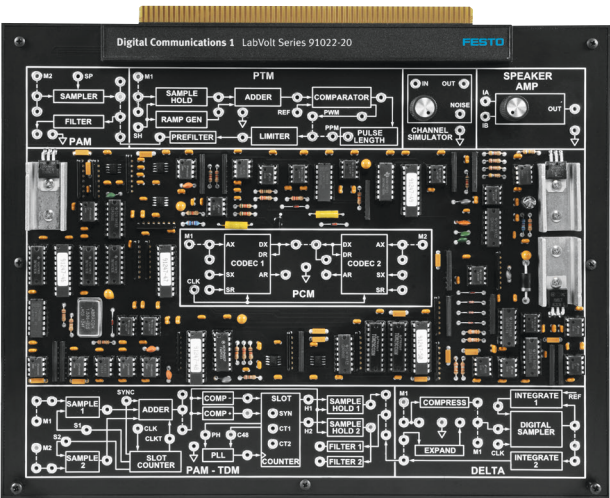 Digital Communications 1 LabVolt Series 91022-20 FESTO
M2 SP
SAMPLER
FILTER
PAM
M1 PTM
SAMPLE
HOLD
ADDER
COMPARATOR
RAMP GEN
REF
PWM
SH
PREFILTER
LIMITER
PPM
PULSE
LENGTH
IN OUT
NOISE
CHANNEL
SIMULATOR
SPEAKER
AMP
IA
IB
OUT
M1 M2
AX DX
DR
CODEC 1
SX AR
SR
CLK
DX AX
DR
CODEC 2
AR SX
SR
PCM
SYNC
SAMPLE
1
ADDER
M1
S1
S2
CLK
CLKT
M2
SAMPLE
2
SLOT
COUNTER
COMP -
COMP +
PH C48
PLL
PAM - TDM
SLOT
SYN
CT1
CT2
COUNTER
H1
H2
SAMPLE
HOLD 1
SAMPLE
HOLD 2
FILTER 1
FILTER 2
M1
COMPRESS
EXPAND
M1
CLK
INTEGRATE
1
REF
DIGITAL
SAMPLER
INTEGRATE
2
DELTA